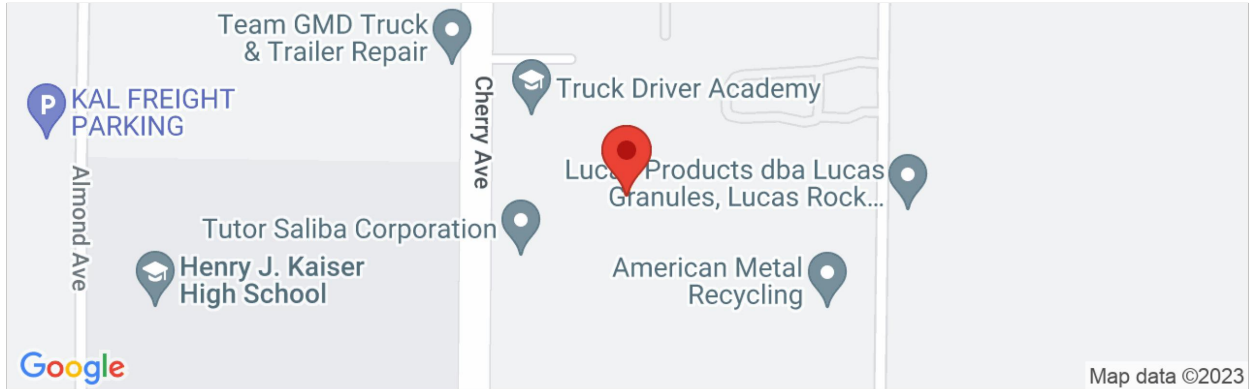 Team GMD Truck
& Trailer Repair
P
KAL FREIGHT
PARKING
Truck Driver Academy
Cherry Ave
Almond Ave
Products dba Lucas
Granules, Lucas Rock...
Tutor Saliba Corporation
Henry J. Kaiser
High School
American Metal
Recycling
Google
Map data ©2023